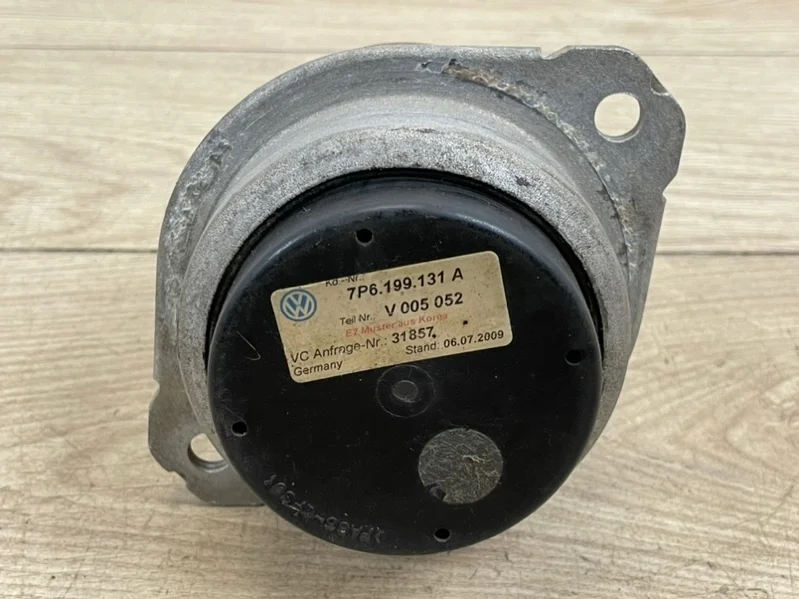 Kd.-Nr.:
7P6.199.131 A
Teil Nr.: V 005 052
EZ Muster aus Korea
VC Anfrage-Nr.: 31857
Stand: 06.07.2009
Germany